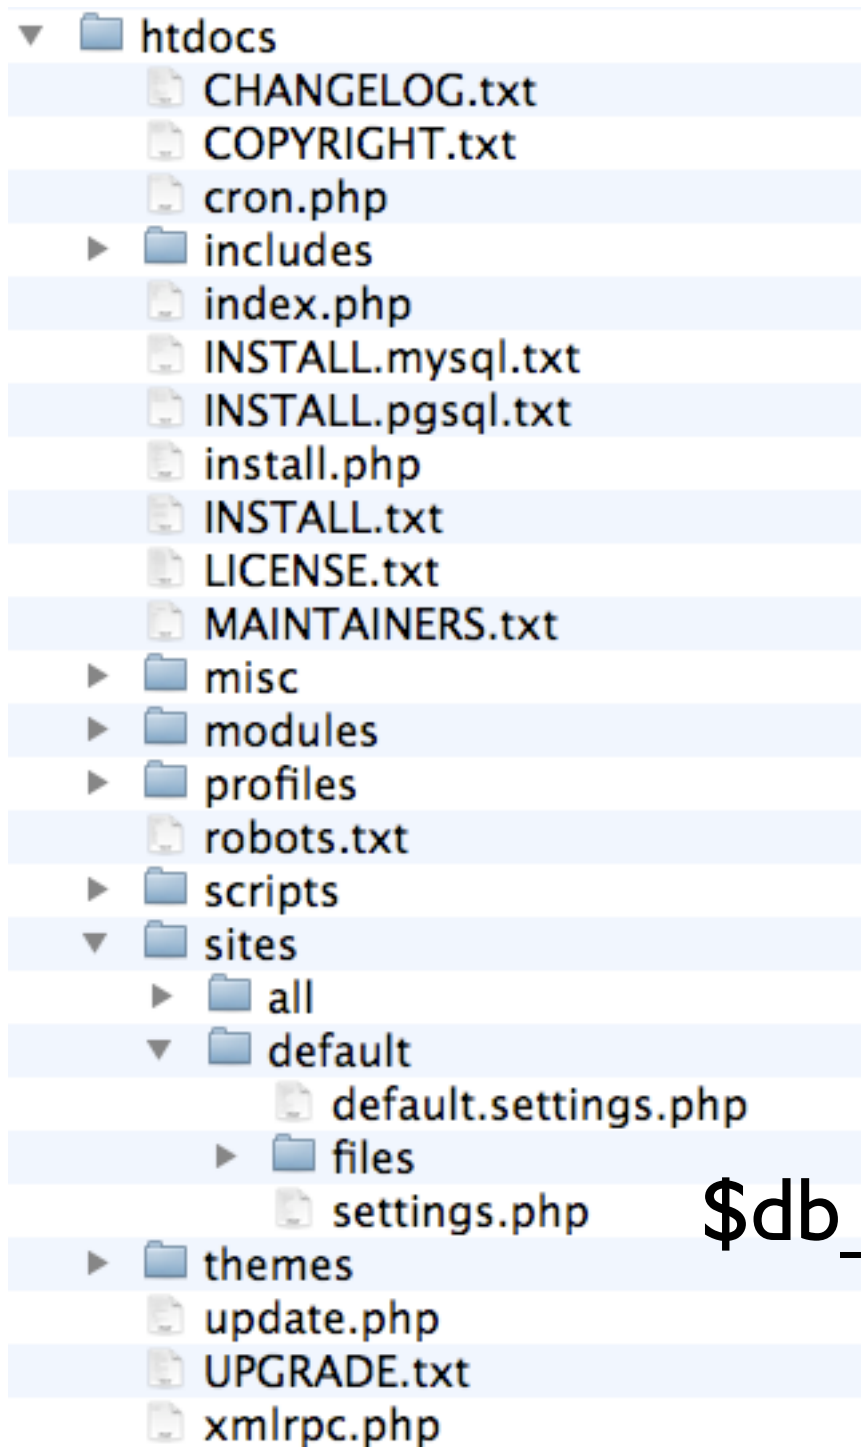 htdocs
CHANGELOG.txt
COPYRIGHT.txt
cron.php
includes
index.php
INSTALL.mysql.txt
INSTALL.pgsql.txt
install.php
INSTALL.txt
LICENSE.txt
MAINTAINERS.txt
misc
modules
profiles
robots.txt
scripts
sites
all
default
default.settings.php
files
settings.php $db_
themes
update.php
UPGRADE.txt
xmlrpc.php